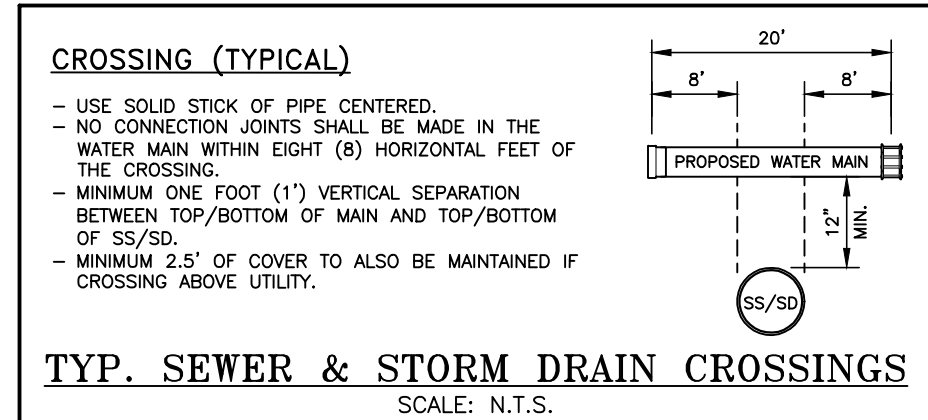 CROSSING (TYPICAL)
– USE SOLID STICK OF PIPE CENTERED.
– NO CONNECTION JOINTS SHALL BE MADE IN THE
WATER MAIN WITHIN EIGHT (8) HORIZONTAL FEET OF
THE CROSSING.
– MINIMUM ONE FOOT (1') VERTICAL SEPARATION
BETWEEN TOP/BOTTOM OF MAIN AND TOP/BOTTOM
OF SS/SD.
– MINIMUM 2.5' OF COVER TO ALSO BE MAINTAINED IF
CROSSING ABOVE UTILITY.
20'
8'
8'
PROPOSED WATER MAIN
12"
MIN.
SS/SD
TYP. SEWER & STORM DRAIN CROSSINGS
SCALE: N.T.S.